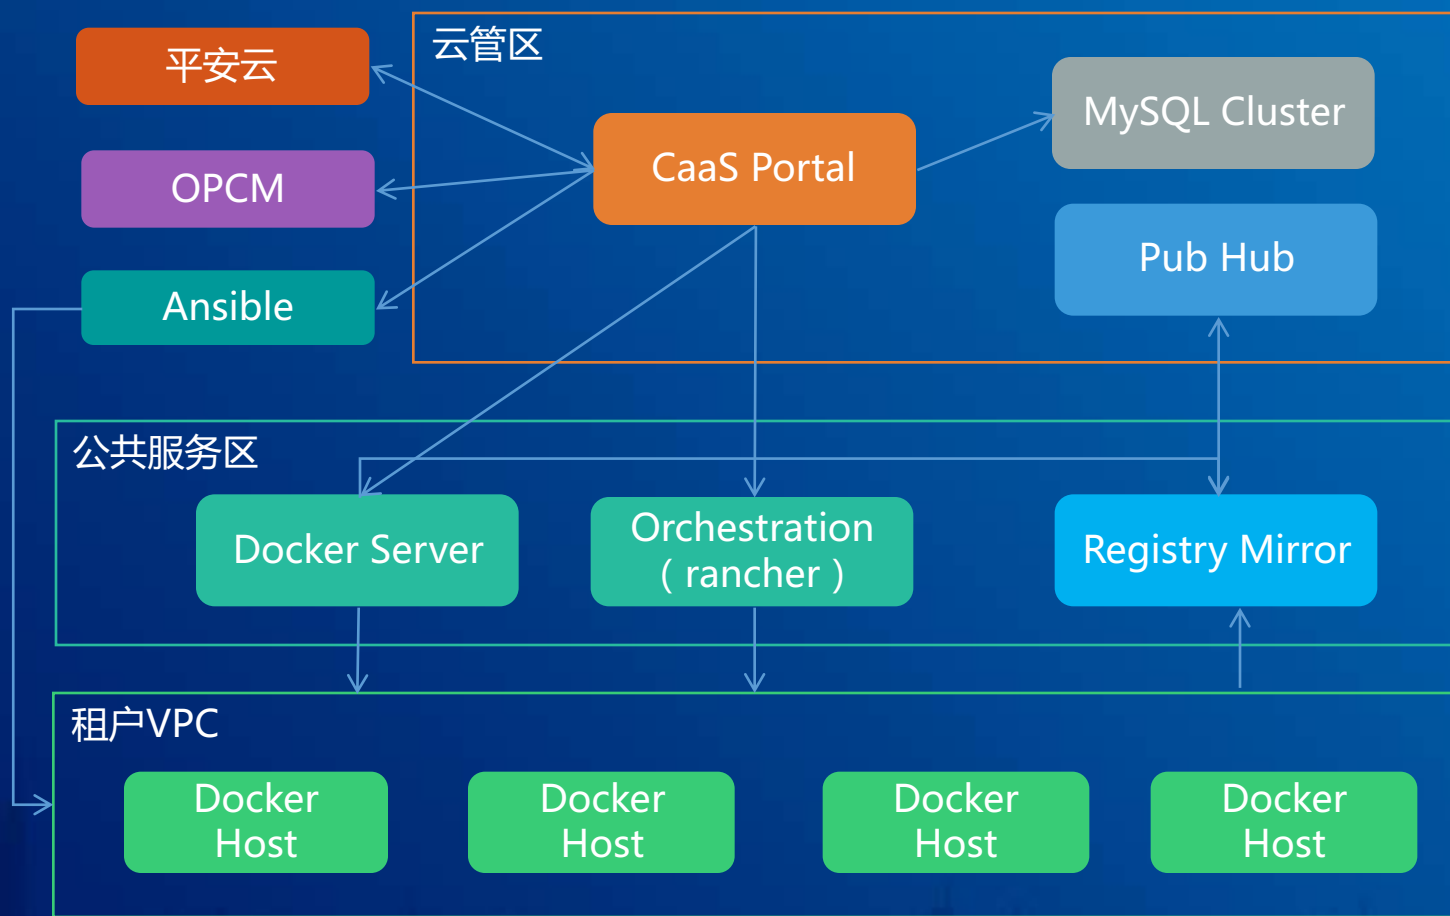 平安云
OPCM
Ansible
云管区
CaaS Portal
MySQL Cluster
Pub Hub
公共服务区
Docker Server
Orchestration
（ rancher ）
Registry Mirror
租户VPC
Docker
Host
Docker
Host
Docker
Host
Docker
Host